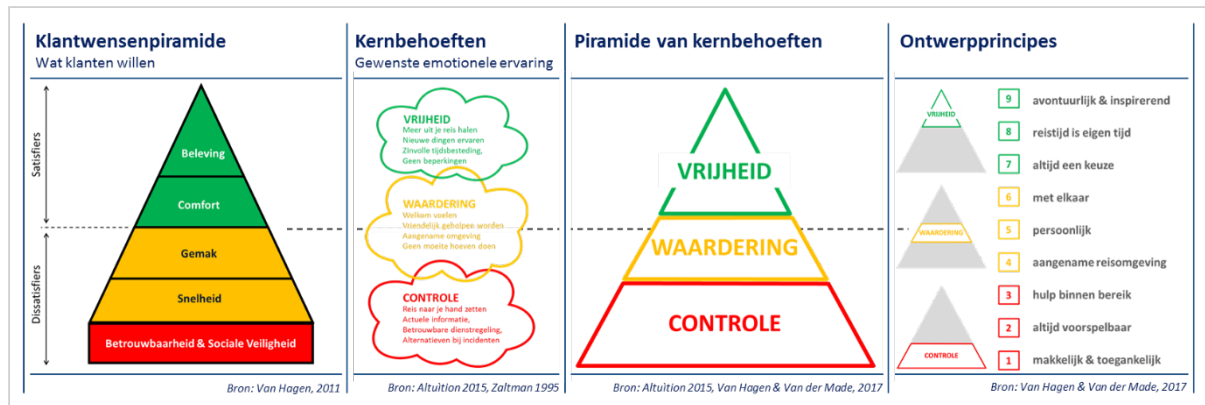 Klantwensenpiramide
Wat klanten willen
Satisfiers
Dissatisfiers
Beleving
Comfort
Gemak
Snelheid
Betrouwbaarheid & Sociale Veiligheid
Bron: Van Hagen, 2011
Kernbehoeften
Gewenste emotionele ervaring
VRIJHEID
Meer uit je reis halen
Nieuwe dingen ervaren
Zinvolle tijdsbesteding,
Geen beperkingen
WAARDERING
Welkom voelen
Vriendelijk geholpen worden
Aangename omgeving
Geen moeite hoeven doen
CONTROLE
Reis naar je hand zetten
Actuele informatie,
Betrouwbare dienstregeling,
Alternatieven bij incidenten
Bron: Altuïtion 2015, Zaltman 1995
Piramide van kernbehoeften
VRIJHEID
WAARDERING
CONTROLE
Bron: Altuïtion 2015, Van Hagen & Van der Made, 2017
Ontwerpprincipes
VRIJHEID
9 avontuurlijk & inspirerend
8 reistijd is eigen tijd
7 altijd een keuze
WAARDERING
6 met elkaar
5 persoonlijk
4 aangename reisomgeving
CONTROLE
3 hulp binnen bereik
2 altijd voorspelbaar
1 makkelijk & toegankelijk
Bron: Van Hagen & Van der Made, 2017